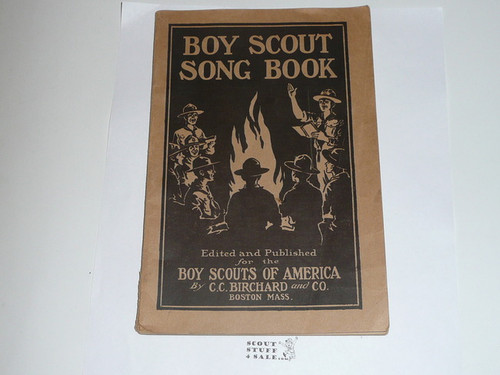 BOY SCOUT
SONG BOOK
Edited and Published
for the
BOY SCOUTS OF AMERICA
By C.C. BIRCHARD and CO.
BOSTON MASS.
SCOUT
STUFF
4 SALE...